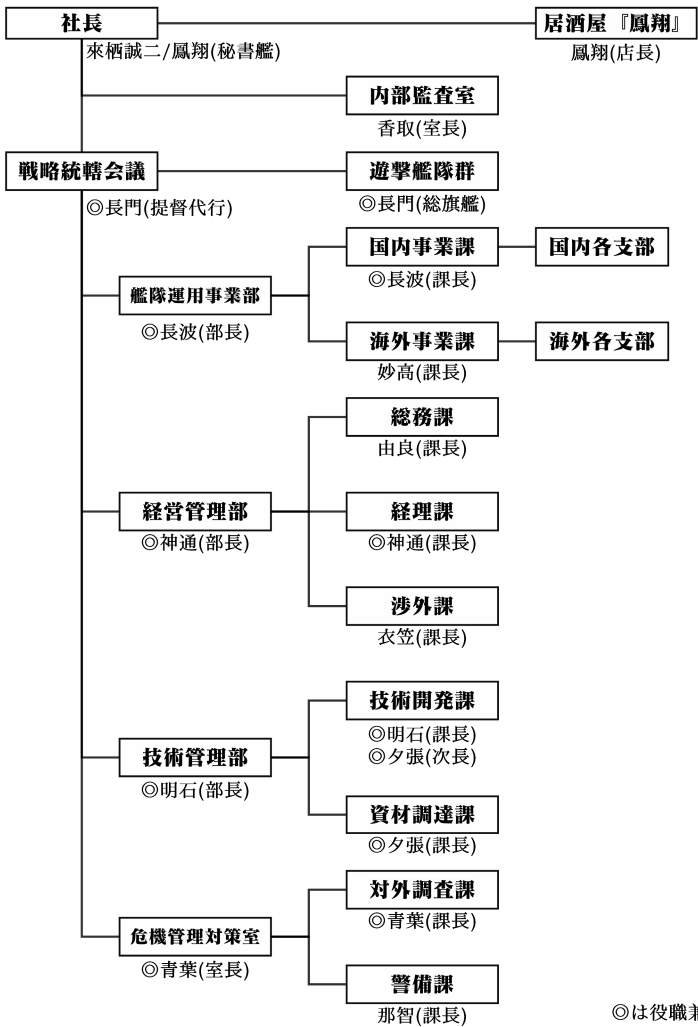 社長
居酒屋『鳳翔』
來栖誠二/鳳翔(秘書艦)
鳳翔(店長)
内部監査室
香取(室長)
戦略統轄会議
遊撃艦隊群
◎長門(提督代行)
◎長門(総旗艦)
国内事業課
国内各支部
◎長波(課長)
艦隊運用事業部
◎長波(部長)
海外事業課
海外各支部
妙高(課長)
総務課
由良(課長)
経営管理部
経理課
◎神通(部長)
◎神通(課長)
渉外課
衣笠(課長)
技術開発課
◎明石(課長)
◎夕張(次長)
技術管理部
◎明石(部長)
資材調達課
◎夕張(課長)
対外調査課
◎青葉(課長)
危機管理対策室
◎青葉(室長)
警備課
那智(課長)
◎は役職兼